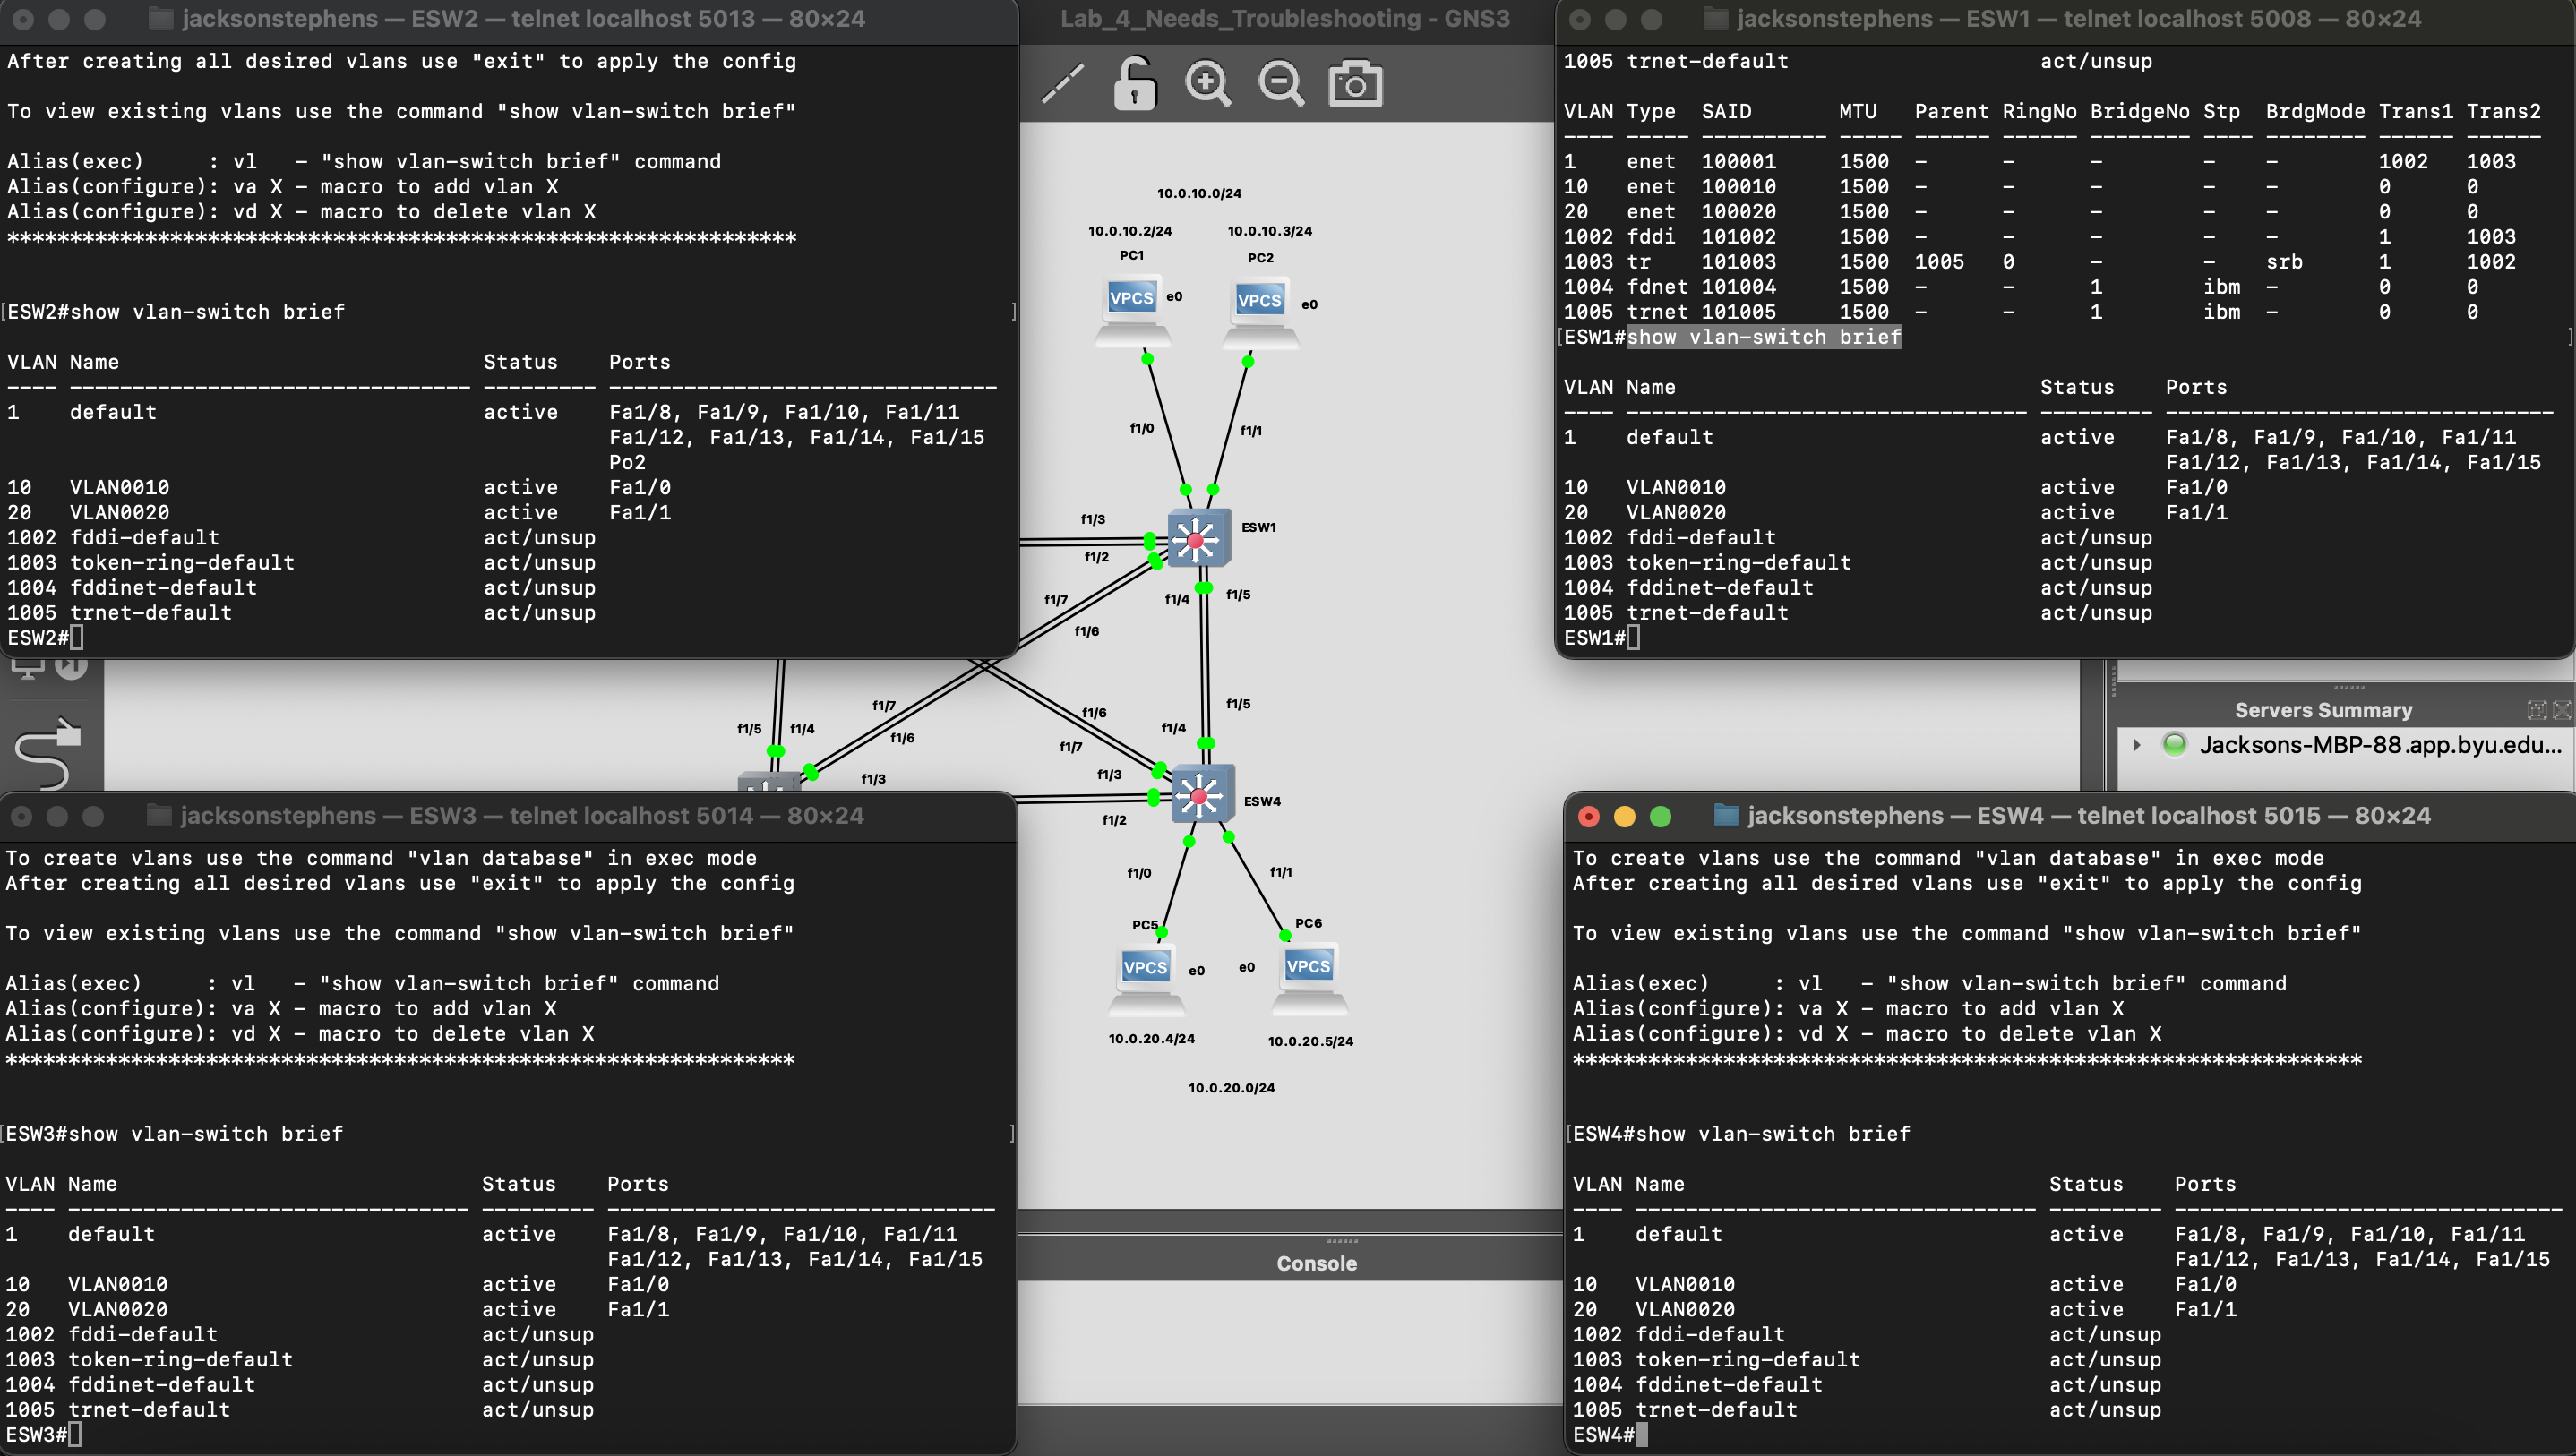 jacksonstephens — ESW2 — telnet localhost 5013 — 80×24
After creating all desired vlans use "exit" to apply the config
To view existing vlans use the command "show vlan-switch brief"
Alias(exec)     : vl   - "show vlan-switch brief" command
Alias(configure): va X - macro to add vlan X
Alias(configure): vd X - macro to delete vlan X
***************************************************************
[ESW2#show vlan-switch brief ]
VLAN Name                             Status    Ports
---- -------------------------------- --------- -------------------------------
1    default                          active    Fa1/8, Fa1/9, Fa1/10, Fa1/11
                                                Fa1/12, Fa1/13, Fa1/14, Fa1/15
                                                Po2
10   VLAN0010                         active    Fa1/0
20   VLAN0020                         active    Fa1/1
1002 fddi-default                     act/unsup
1003 token-ring-default               act/unsup
1004 fddinet-default                  act/unsup
1005 trnet-default                    act/unsup
ESW2#
Lab_4_Needs_Troubleshooting - GNS3
jacksonstephens — ESW1 — telnet localhost 5008 — 80×24
1005 trnet-default                    act/unsup
VLAN Type  SAID       MTU   Parent RingNo BridgeNo Stp  BrdgMode Trans1 Trans2
---- ----- ---------- ----- ------ ------ -------- ---- -------- ------ ------
1    enet  100001     1500  -      -      -        -    -        1002   1003
10   enet  100010     1500  -      -      -        -    -        0      0
20   enet  100020     1500  -      -      -        -    -        0      0
1002 fddi  101002     1500  -      -      -        -    -        1      1003
1003 tr    101003     1500  1005   0      -        -    srb      1      1002
1004 fdnet 101004     1500  -      -      1        ibm  -        0      0
1005 trnet 101005     1500  -      -      1        ibm  -        0      0
[ESW1#show vlan-switch brief ]
VLAN Name                             Status    Ports
---- -------------------------------- --------- -------------------------------
1    default                          active    Fa1/8, Fa1/9, Fa1/10, Fa1/11
                                                Fa1/12, Fa1/13, Fa1/14, Fa1/15
10   VLAN0010                         active    Fa1/0
20   VLAN0020                         active    Fa1/1
1002 fddi-default                     act/unsup
1003 token-ring-default               act/unsup
1004 fddinet-default                  act/unsup
1005 trnet-default                    act/unsup
ESW1#
10.0.10.0/24
10.0.10.2/24 10.0.10.3/24
PC1 PC2
VPCS e0 VPCS e0
f1/0 f1/1
f1/3 ESW1
f1/2
f1/7 f1/4 f1/5
f1/6
f1/7 f1/6 f1/5
f1/5 f1/4 f1/6 f1/7 f1/4
f1/3 f1/3
ESW4
f1/2
f1/0 f1/1
PC5 PC6
VPCS e0 e0 VPCS
10.0.20.4/24 10.0.20.5/24
10.0.20.0/24
Console
Servers Summary
Jacksons-MBP-88.app.byu.edu...
jacksonstephens — ESW3 — telnet localhost 5014 — 80×24
To create vlans use the command "vlan database" in exec mode
After creating all desired vlans use "exit" to apply the config
To view existing vlans use the command "show vlan-switch brief"
Alias(exec)     : vl   - "show vlan-switch brief" command
Alias(configure): va X - macro to add vlan X
Alias(configure): vd X - macro to delete vlan X
***************************************************************
[ESW3#show vlan-switch brief ]
VLAN Name                             Status    Ports
---- -------------------------------- --------- -------------------------------
1    default                          active    Fa1/8, Fa1/9, Fa1/10, Fa1/11
                                                Fa1/12, Fa1/13, Fa1/14, Fa1/15
10   VLAN0010                         active    Fa1/0
20   VLAN0020                         active    Fa1/1
1002 fddi-default                     act/unsup
1003 token-ring-default               act/unsup
1004 fddinet-default                  act/unsup
1005 trnet-default                    act/unsup
ESW3#
jacksonstephens — ESW4 — telnet localhost 5015 — 80×24
To create vlans use the command "vlan database" in exec mode
After creating all desired vlans use "exit" to apply the config
To view existing vlans use the command "show vlan-switch brief"
Alias(exec)     : vl   - "show vlan-switch brief" command
Alias(configure): va X - macro to add vlan X
Alias(configure): vd X - macro to delete vlan X
***************************************************************
[ESW4#show vlan-switch brief
VLAN Name                             Status    Ports
---- -------------------------------- --------- -------------------------------
1    default                          active    Fa1/8, Fa1/9, Fa1/10, Fa1/11
                                                Fa1/12, Fa1/13, Fa1/14, Fa1/15
10   VLAN0010                         active    Fa1/0
20   VLAN0020                         active    Fa1/1
1002 fddi-default                     act/unsup
1003 token-ring-default               act/unsup
1004 fddinet-default                  act/unsup
1005 trnet-default                    act/unsup
ESW4#